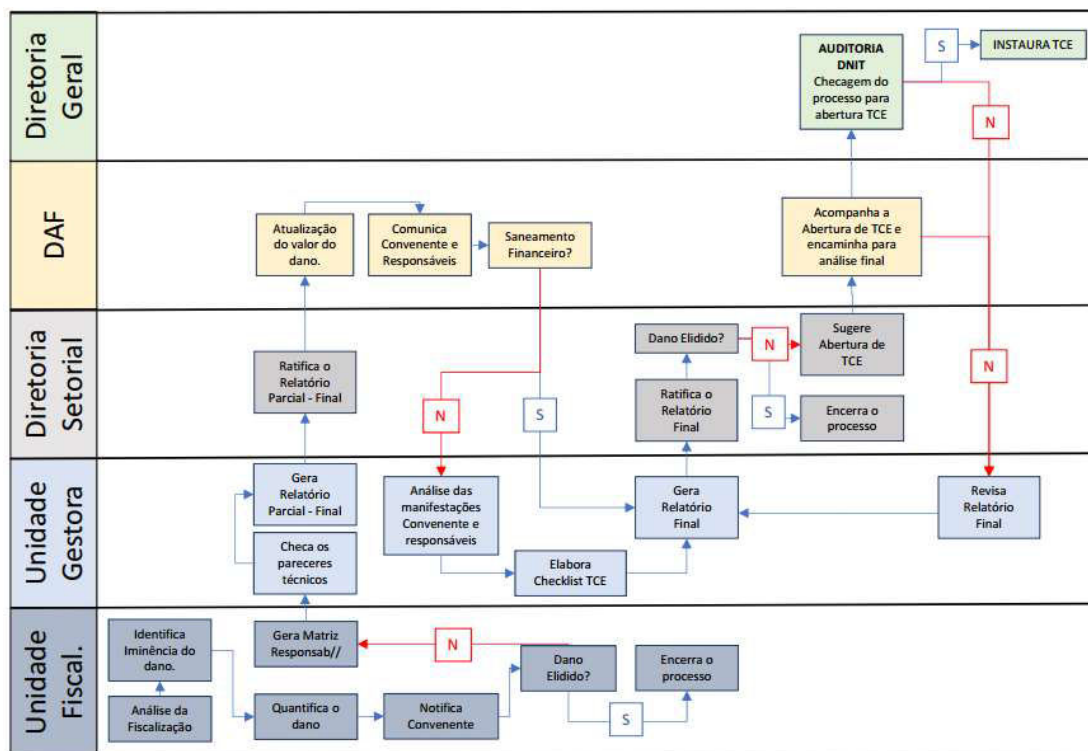 Diretoria
Geral
AUDITORIA
DNIT
Checagem do
processo para
abertura TCE
S
INSTAURA TCE
N
DAF
Atualização
do valor do
dano.
Comunica
Convenente e
Responsáveis
Saneamento
Financeiro?
Acompanha a
Abertura de TCE e
encaminha para
análise final
Diretoria
Setorial
Ratifica o
Relatório
Parcial - Final
N
S
Dano Elidido?
Ratifica o
Relatório
Final
N
S
Sugere
Abertura de
TCE
Encerra o
processo
N
Unidade
Gestora
Gera
Relatório
Parcial - Final
Checa os
pareceres
técnicos
Análise das
manifestações
Convenente e
responsáveis
Elabora
Checklist TCE
Gera
Relatório
Final
Revisa
Relatório
Final
Unidade
Fiscal.
Identifica
Iminência do
dano.
Análise da
Fiscalização
Gera Matriz
Responsab//
Quantifica o
dano
N
Notifica
Convenente
Dano
Elidido?
S
Encerra o
processo